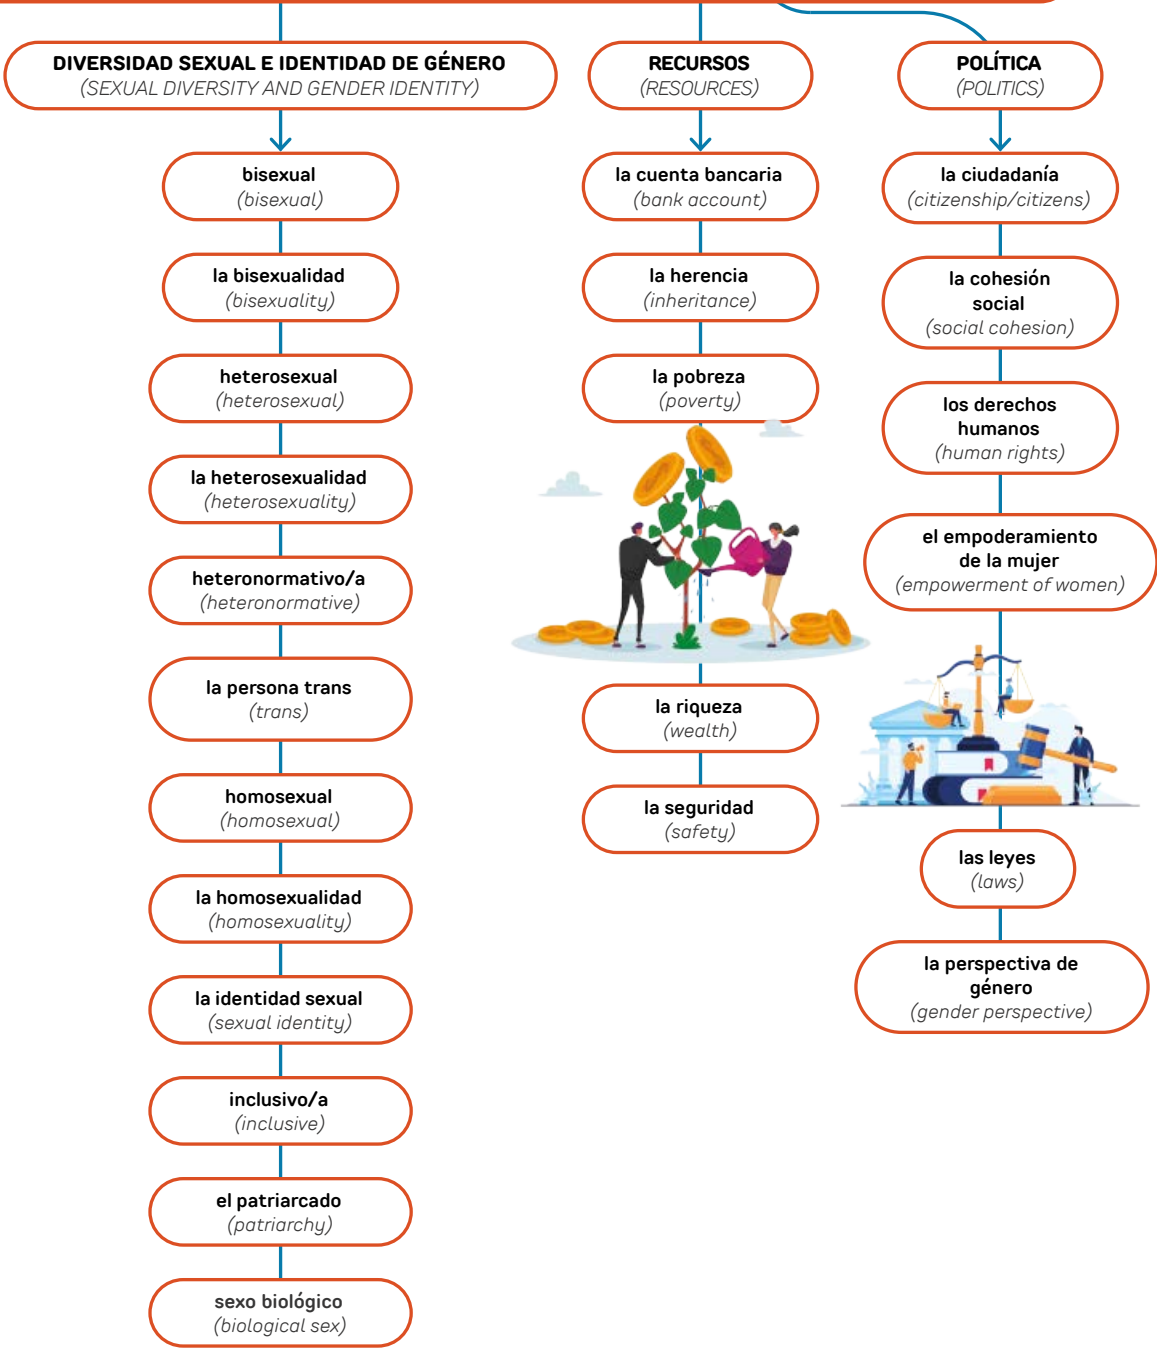 DIVERSIDAD SEXUAL E IDENTIDAD DE GÉNERO
(SEXUAL DIVERSITY AND GENDER IDENTITY)
bisexual
(bisexual)
la bisexualidad
(bisexuality)
heterosexual
(heterosexual)
la heterosexualidad
(heterosexuality)
heteronormativo/a
(heteronormative)
la persona trans
(trans)
homosexual
(homosexual)
la homosexualidad
(homosexuality)
la identidad sexual
(sexual identity)
inclusivo/a
(inclusive)
el patriarcado
(patriarchy)
sexo biológico
(biological sex)
RECURSOS
(RESOURCES)
la cuenta bancaria
(bank account)
la herencia
(inheritance)
la pobreza
(poverty)
la riqueza
(wealth)
la seguridad
(safety)
POLÍTICA
(POLITICS)
la ciudadanía
(citizenship/citizens)
la cohesión
social
(social cohesion)
los derechos
humanos
(human rights)
el empoderamiento
de la mujer
(empowerment of women)
las leyes
(laws)
la perspectiva de
género
(gender perspective)